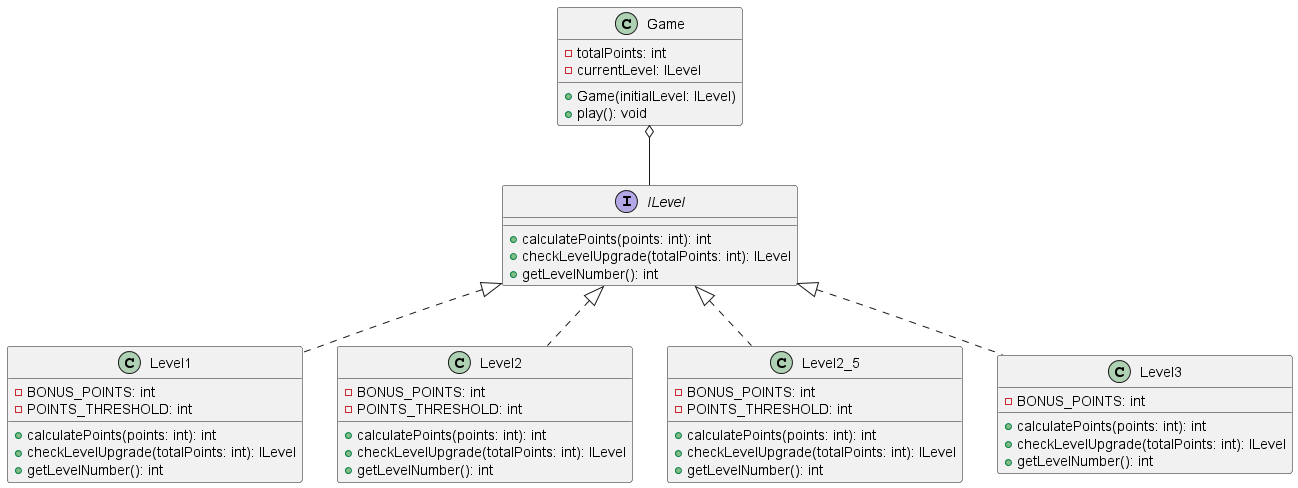 C Game
totalPoints: int
currentLevel: ILevel
Game(initialLevel: ILevel)
play(): void
I ILevel
calculatePoints(points: int): int
checkLevelUpgrade(totalPoints: int): ILevel
getLevelNumber(): int
C Level1
BONUS_POINTS: int
POINTS_THRESHOLD: int
calculatePoints(points: int): int
checkLevelUpgrade(totalPoints: int): ILevel
getLevelNumber(): int
C Level2
BONUS_POINTS: int
POINTS_THRESHOLD: int
calculatePoints(points: int): int
checkLevelUpgrade(totalPoints: int): ILevel
getLevelNumber(): int
C Level2_5
BONUS_POINTS: int
POINTS_THRESHOLD: int
calculatePoints(points: int): int
checkLevelUpgrade(totalPoints: int): ILevel
getLevelNumber(): int
C Level3
BONUS_POINTS: int
calculatePoints(points: int): int
checkLevelUpgrade(totalPoints: int): ILevel
getLevelNumber(): int